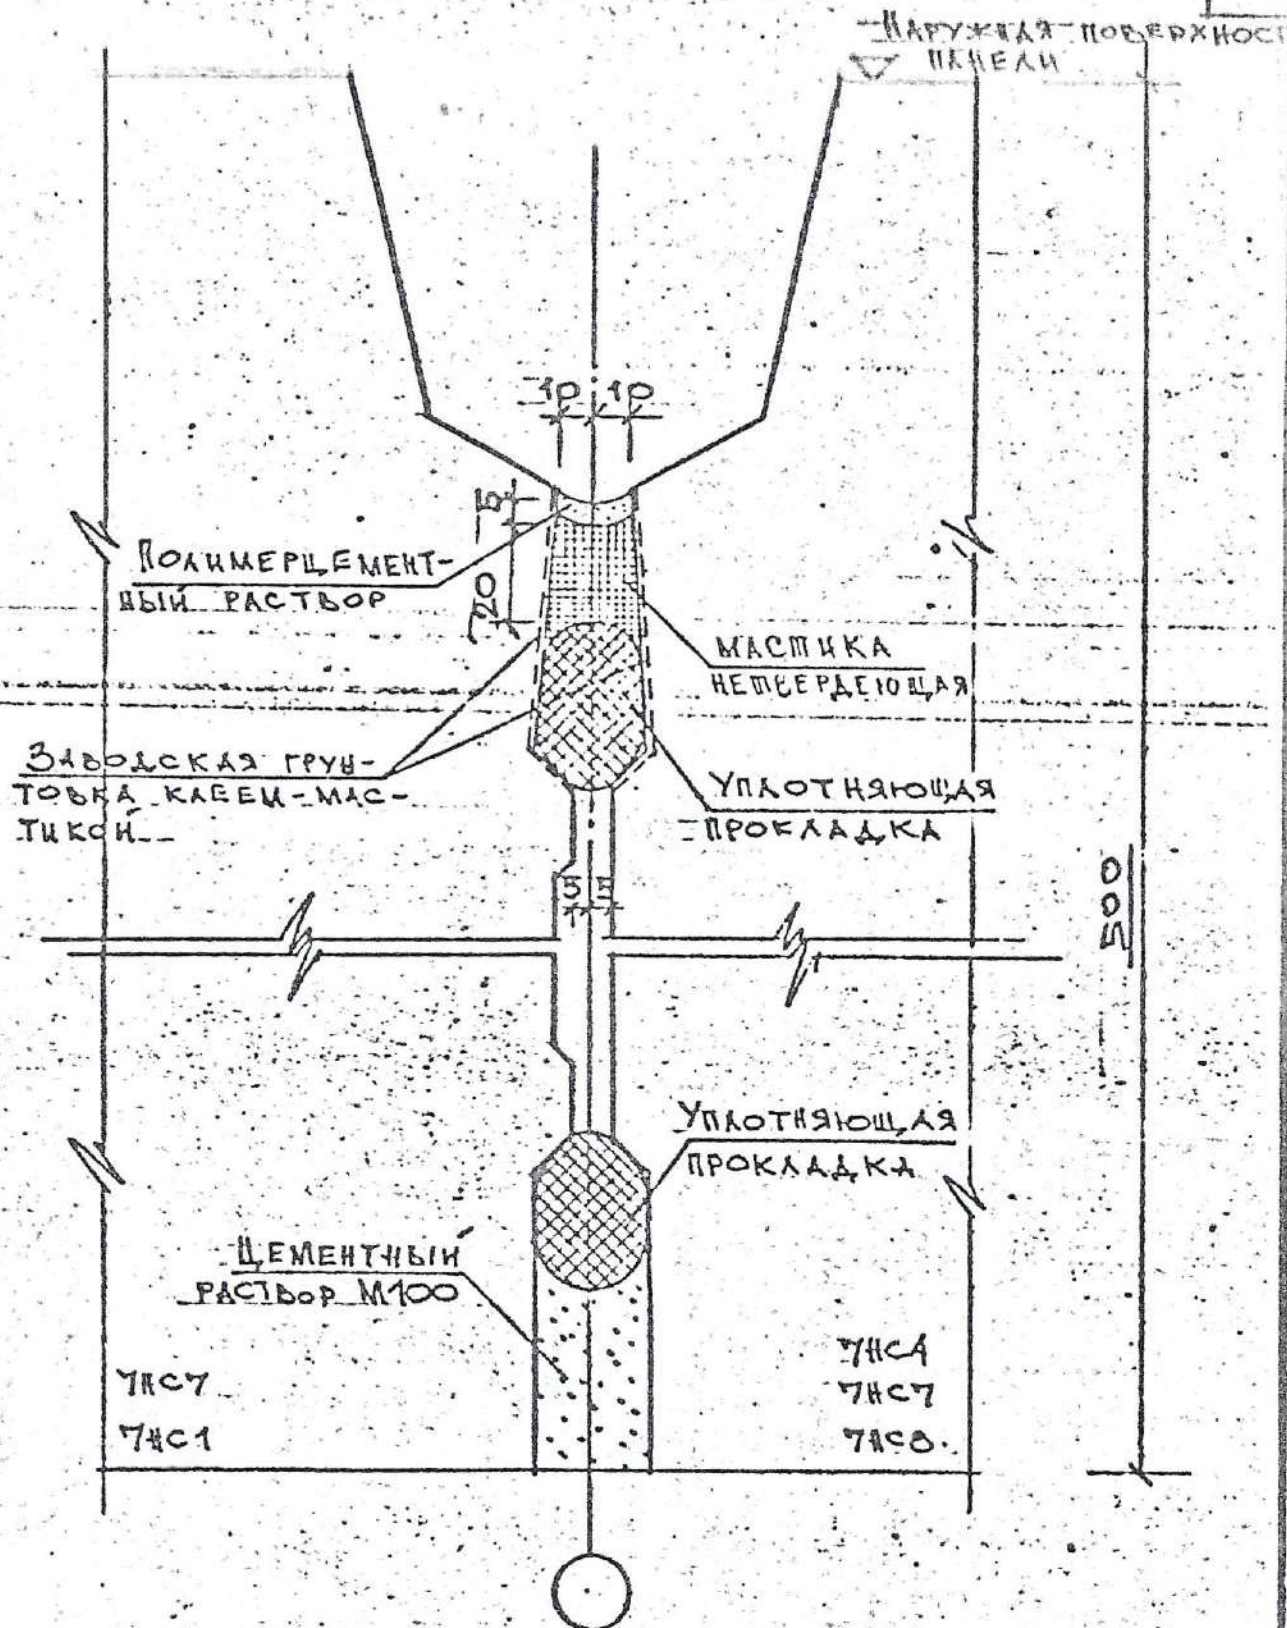 НАРУЖНАЯ ПОВЕРХНОСТ
ПАНЕЛИ
10 10
5
20
ПОЛИМЕРЦЕМЕНТ-
НЫЙ РАСТВОР
МАСТИКА
НЕТВЕРДЕЮЩАЯ
ЗАВОДСКАЯ ГРУН-
ТОВКА КЛЕЕМ-МАС-
ТИКОЙ
УПЛОТНЯЮЩАЯ
ПРОКЛАДКА
5 5
500
УПЛОТНЯЮЩАЯ
ПРОКЛАДКА
ЦЕМЕНТНЫЙ
РАСТВОР М100
7НС7
7НС1
7НС4
7НС7
7НС8